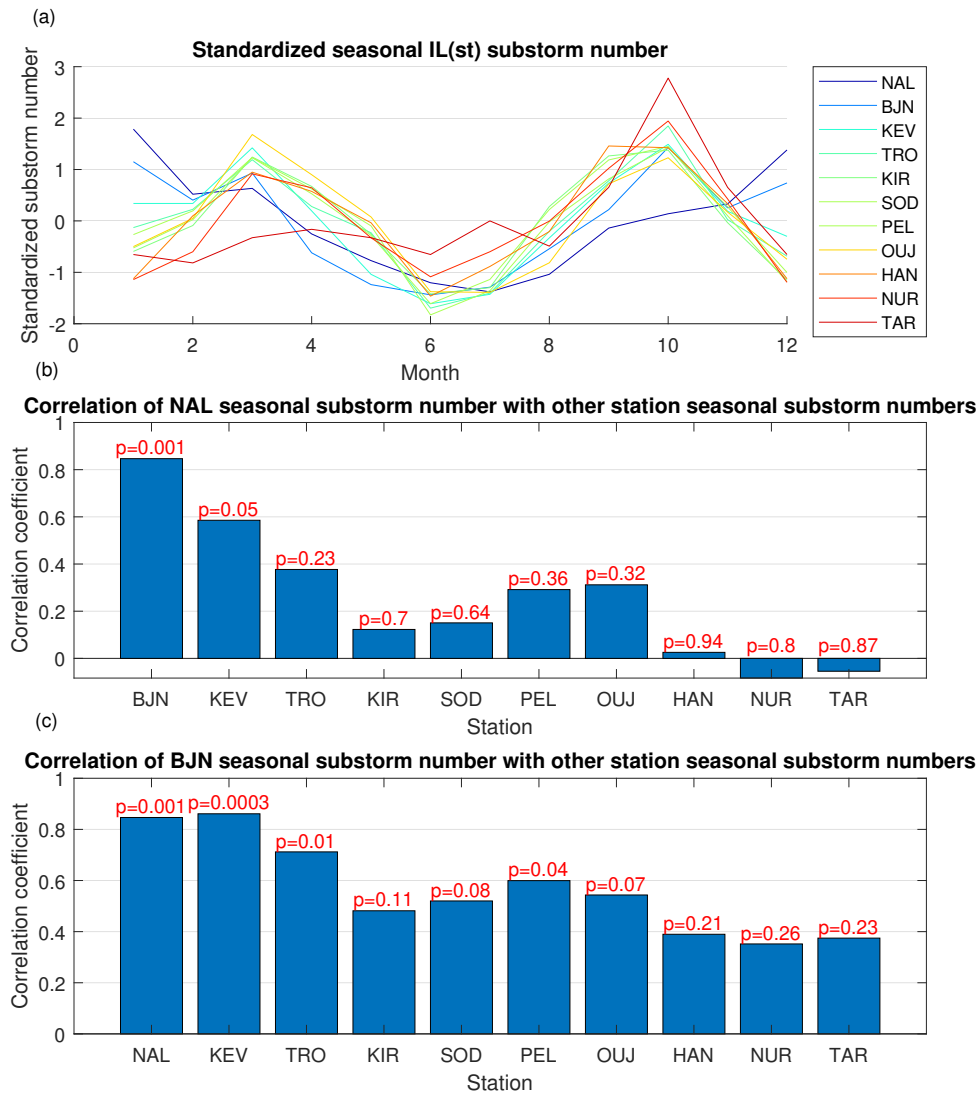 (a)
Standardized seasonal IL(st) substorm number
Standardized substorm number
3
2
1
0
-1
-2
0
2
4
6
8
10
12
Month
NAL
BJN
KEV
TRO
KIR
SOD
PEL
OUJ
HAN
NUR
TAR
(b)
Correlation of NAL seasonal substorm number with other station seasonal substorm numbers
Correlation coefficient
1
0.8
0.6
0.4
0.2
0
p=0.001
p=0.05
p=0.23
p=0.7
p=0.64
p=0.36
p=0.32
p=0.94
p=0.8
p=0.87
BJN
KEV
TRO
KIR
SOD
PEL
OUJ
HAN
NUR
TAR
Station
(c)
Correlation of BJN seasonal substorm number with other station seasonal substorm numbers
Correlation coefficient
1
0.8
0.6
0.4
0.2
0
p=0.001
p=0.0003
p=0.01
p=0.11
p=0.08
p=0.04
p=0.07
p=0.21
p=0.26
p=0.23
NAL
KEV
TRO
KIR
SOD
PEL
OUJ
HAN
NUR
TAR
Station